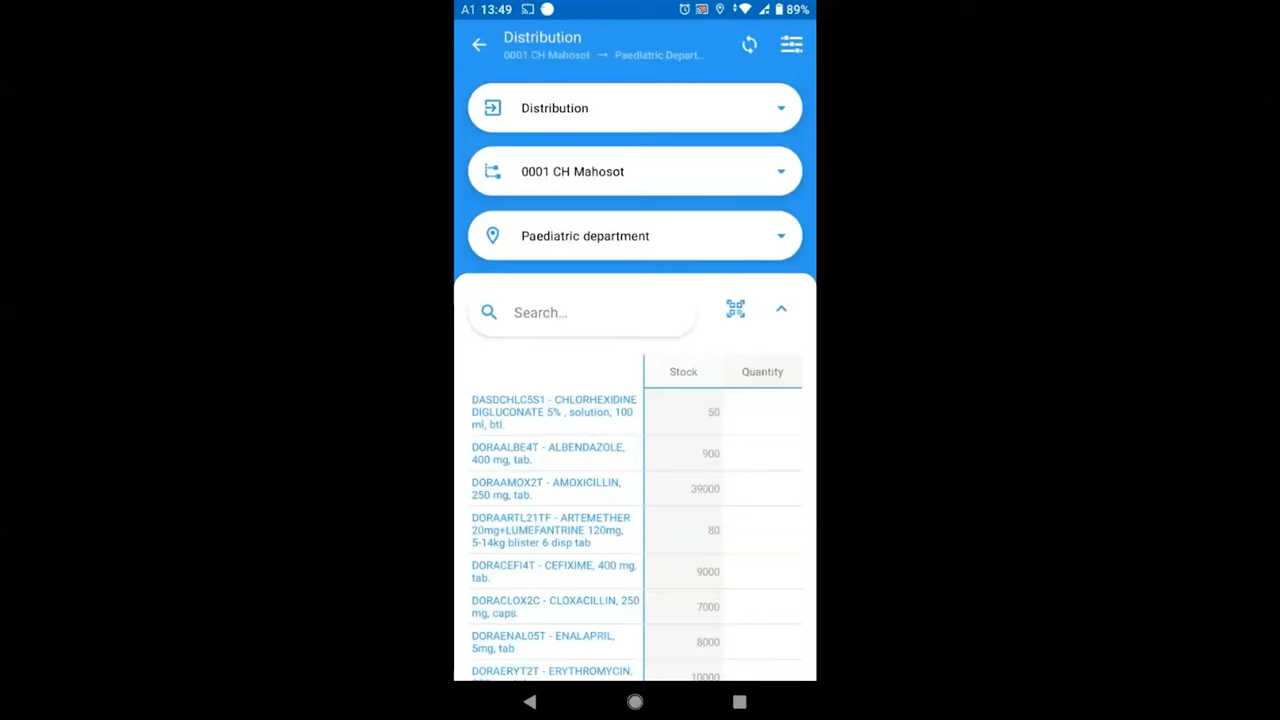 A1 13:49 89%
Distribution
0001 CH Mahosot → Paediatric Depart..
Distribution
0001 CH Mahosot
Paediatric department
Search...
Stock Quantity
DASDCHLC5S1 - CHLORHEXIDINE
DIGLUCONATE 5% , solution, 100
ml, btl.
50
DORAALBE4T - ALBENDAZOLE,
400 mg, tab.
900
DORAAMOX2T - AMOXICILLIN,
250 mg, tab.
39000
DORAARTL21TF - ARTEMETHER
20mg+LUMEFANTRINE 120mg,
5-14kg blister 6 disp tab
80
DORACEFI4T - CEFIXIME, 400 mg,
tab.
9000
DORACLOX2C - CLOXACILLIN, 250
mg, caps.
7000
DORAENAL05T - ENALAPRIL,
5mg, tab
8000
DORAERYT2T - ERYTHROMYCIN,
10000